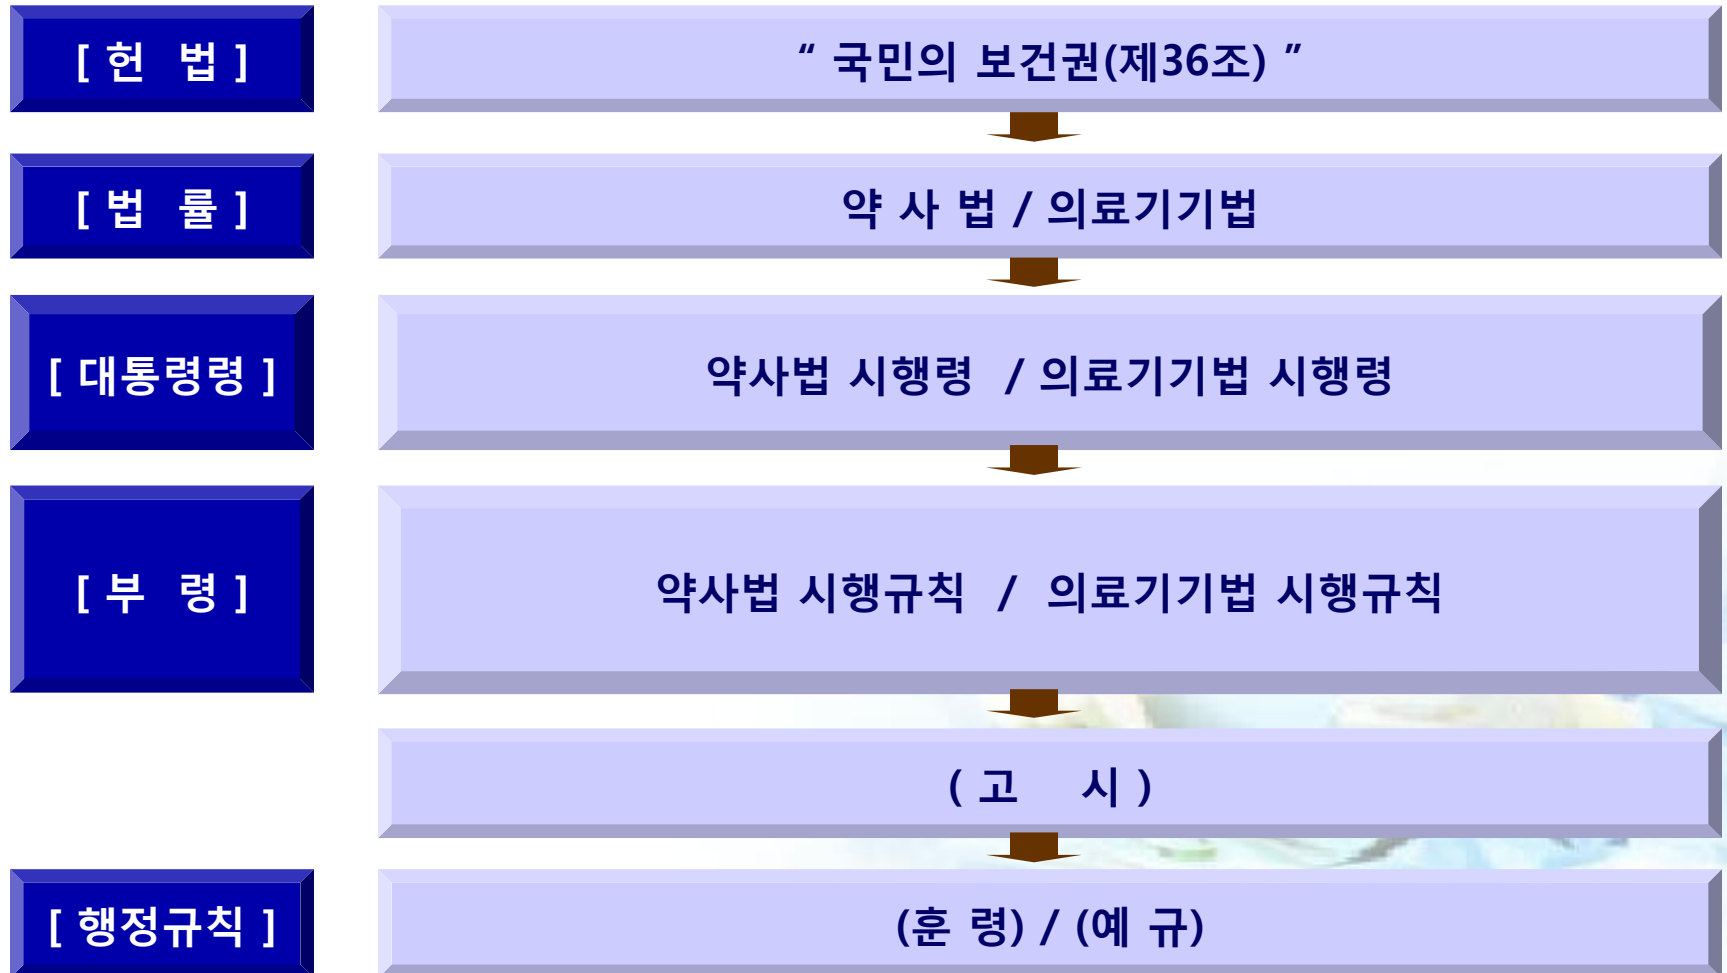 [ 헌 법 ]
“ 국민의 보건권(제36조) ”
[ 법 률 ]
약 사 법 / 의료기기법
[ 대통령령 ]
약사법 시행령 / 의료기기법 시행령
[ 부 령 ]
약사법 시행규칙 / 의료기기법 시행규칙
( 고 시 )
[ 행정규칙 ]
(훈 령) / (예 규)